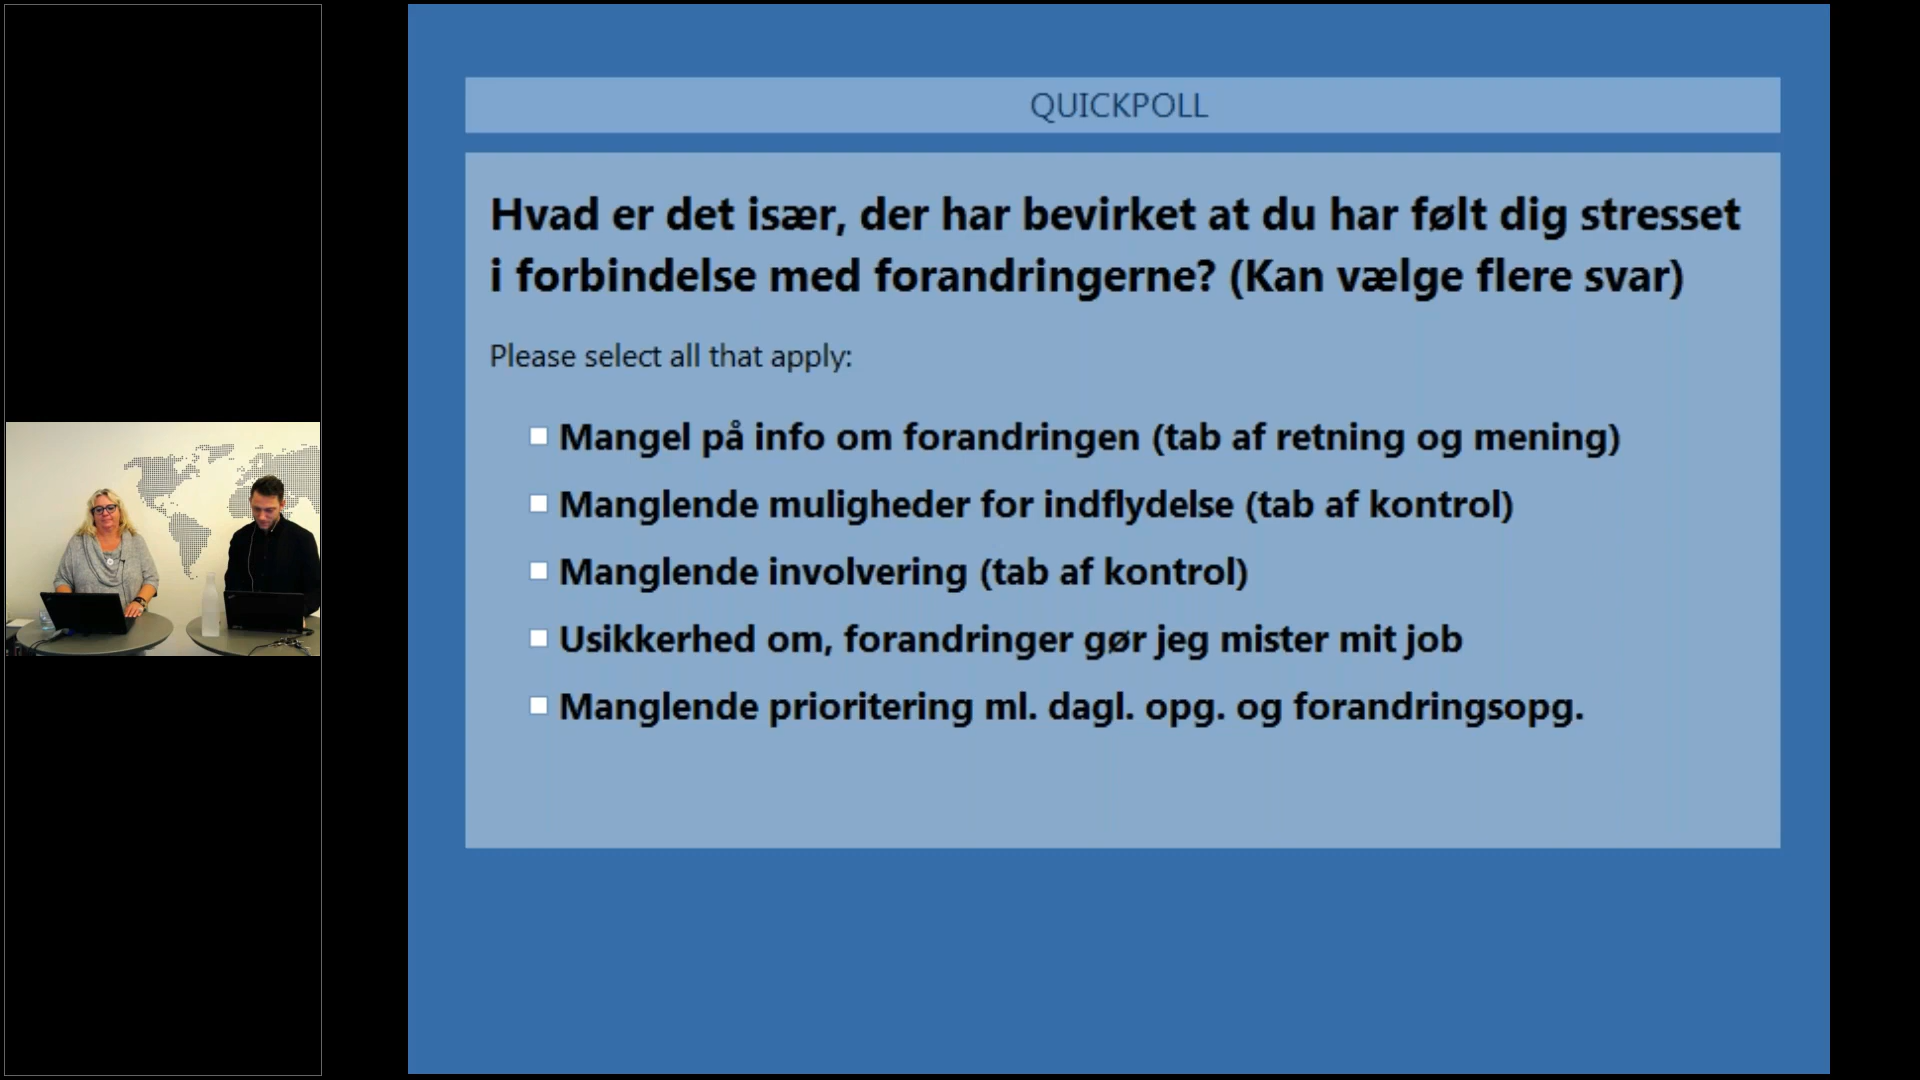 QUICKPOLL
Hvad er det især, der har bevirket at du har følt dig stresset
i forbindelse med forandringerne? (Kan vælge flere svar)
Please select all that apply:
Mangel på info om forandringen (tab af retning og mening)
Manglende muligheder for indflydelse (tab af kontrol)
Manglende involvering (tab af kontrol)
Usikkerhed om, forandringer gør jeg mister mit job
Manglende prioritering ml. dagl. opg. og forandringsopg.